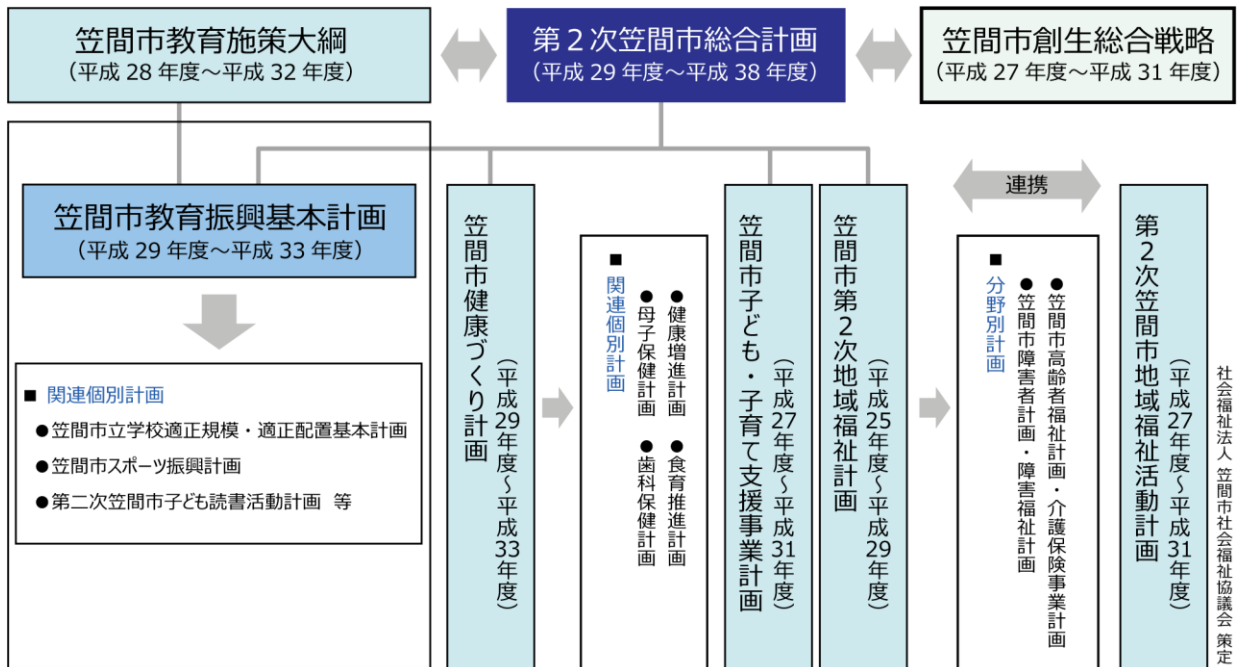 笠間市教育施策大綱
（平成 28 年度～平成 32 年度）
第２次笠間市総合計画
（平成 29 年度～平成 38 年度）
笠間市創生総合戦略
（平成 27 年度～平成 31 年度）
笠間市教育振興基本計画
（平成 29 年度～平成 33 年度）
■ 関連個別計画
●笠間市立学校適正規模・適正配置基本計画
●笠間市スポーツ振興計画
●第二次笠間市子ども読書活動計画 等
笠間市健康づくり計画
（平成29年度～平成33年度）
■ 関連個別計画
●健康増進計画 ●食育推進計画
●母子保健計画 ●歯科保健計画
笠間市子ども・子育て支援事業計画
（平成27年度～平成31年度）
笠間市第２次地域福祉計画
（平成25年度～平成29年度）
連携
■ 分野別計画
●笠間市高齢者福祉計画・介護保険事業計画
●笠間市障害者計画・障害福祉計画
第２次笠間市地域福祉活動計画
（平成27年度～平成31年度）
社会福祉法人 笠間市社会福祉協議会 策定